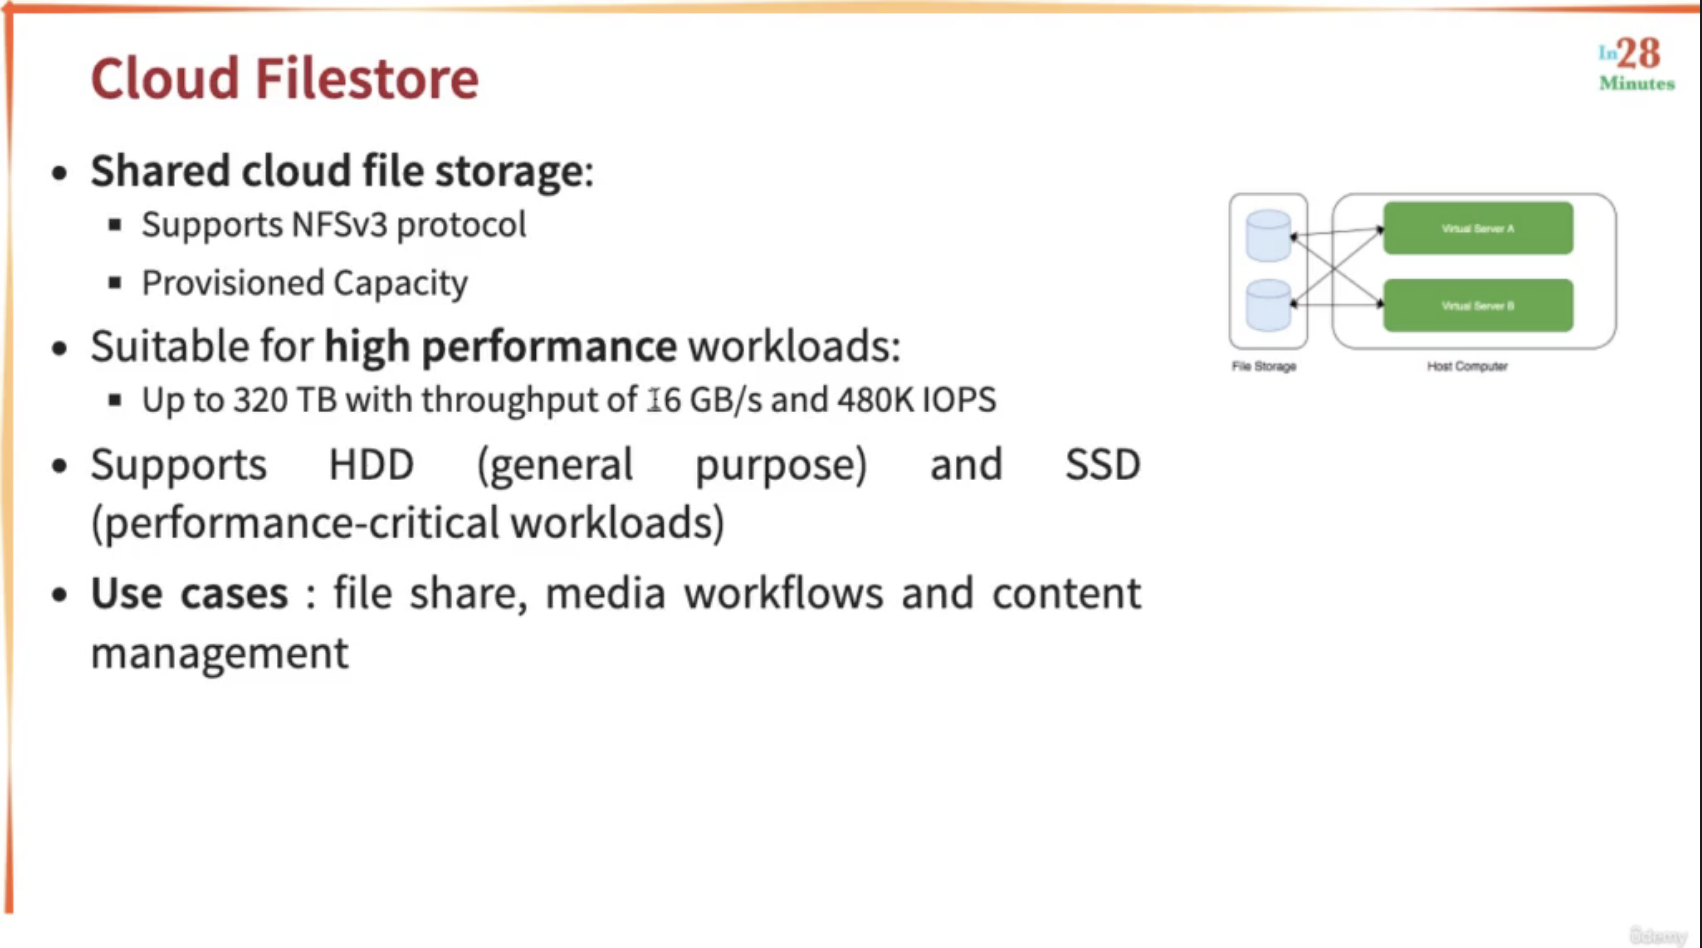 Cloud Filestore
In28
Minutes
• Shared cloud file storage:
▪ Supports NFSv3 protocol
▪ Provisioned Capacity
• Suitable for high performance workloads:
▪ Up to 320 TB with throughput of 16 GB/s and 480K IOPS
• Supports HDD (general purpose) and SSD
(performance-critical workloads)
• Use cases : file share, media workflows and content
management
Virtual Server A
Virtual Server B
File Storage
Host Computer
ûdemy